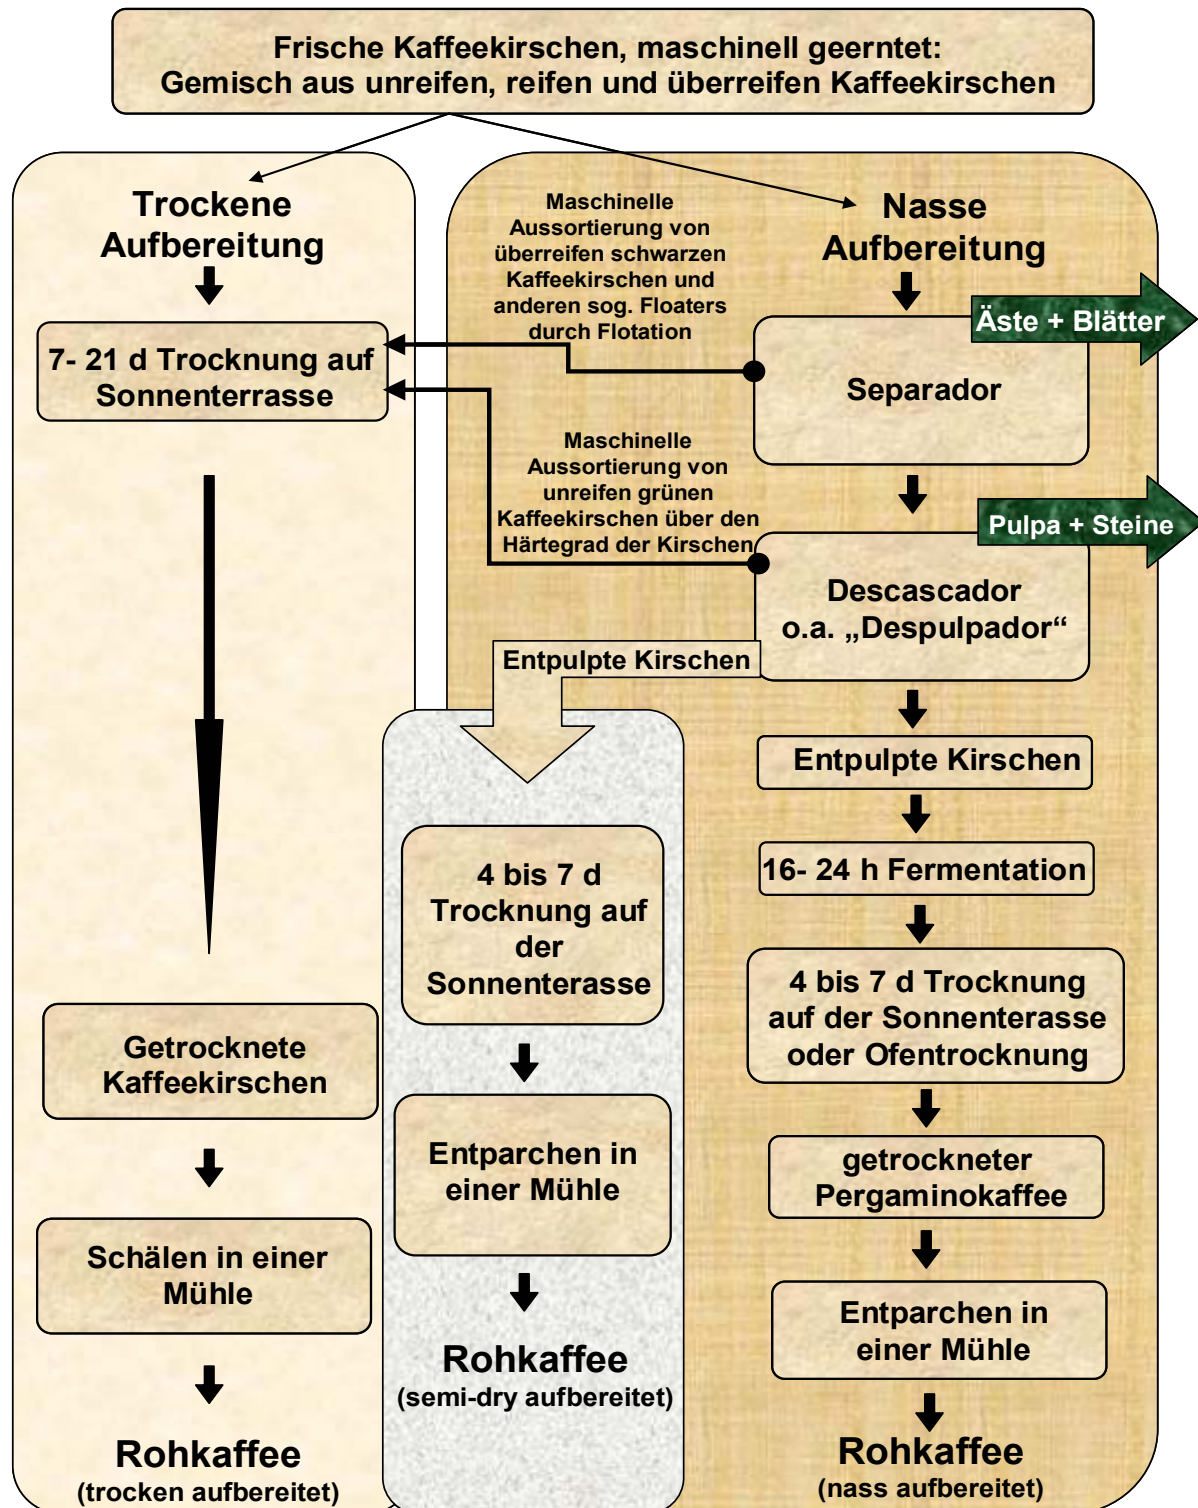 Frische Kaffeekirschen, maschinell geerntet:
Gemisch aus unreifen, reifen und überreifen Kaffeekirschen
Trockene
Aufbereitung
7- 21 d Trocknung auf
Sonnenterrasse
Getrocknete
Kaffeekirschen
Schälen in einer
Mühle
Rohkaffee
(trocken aufbereitet)
Maschinelle
Aussortierung von
überreifen schwarzen
Kaffeekirschen und
anderen sog. Floaters
durch Flotation
Maschinelle
Aussortierung von
unreifen grünen
Kaffeekirschen über den
Härtegrad der Kirschen
Entpulpte Kirschen
4 bis 7 d
Trocknung auf
der
Sonnenterasse
Entparchen in
einer Mühle
Rohkaffee
(semi-dry aufbereitet)
Nasse
Aufbereitung
Äste + Blätter
Separador
Pulpa + Steine
Descascador
o.a. „Despulpador“
Entpulpte Kirschen
16- 24 h Fermentation
4 bis 7 d Trocknung
auf der Sonnenterasse
oder Ofentrocknung
getrockneter
Pergaminokaffee
Entparchen in
einer Mühle
Rohkaffee
(nass aufbereitet)